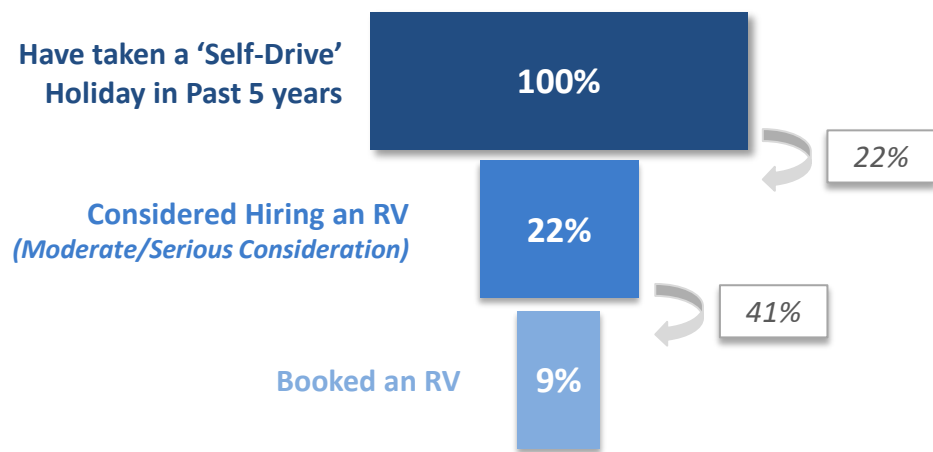 Have taken a ‘Self-Drive’
Holiday in Past 5 years
100%
22%
Considered Hiring an RV
(Moderate/Serious Consideration)
22%
41%
Booked an RV
9%